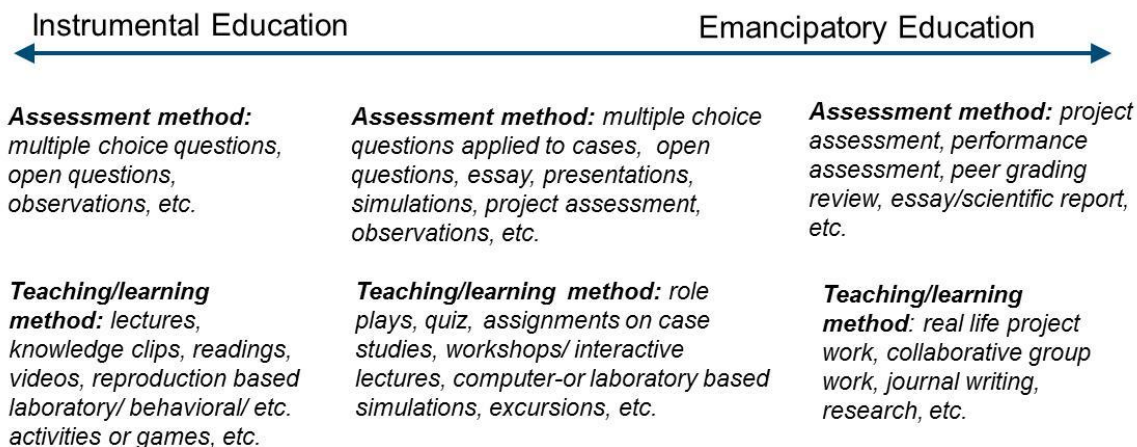 Instrumental Education
Emancipatory Education
Assessment method:
multiple choice questions,
open questions,
observations, etc.
Assessment method: multiple choice
questions applied to cases, open
questions, essay, presentations,
simulations, project assessment,
observations, etc.
Assessment method: project
assessment, performance
assessment, peer grading
review, essay/scientific report,
etc.
Teaching/learning
method: lectures,
knowledge clips, readings,
videos, reproduction based
laboratory/ behavioral/ etc.
activities or games, etc.
Teaching/learning method: role
plays, quiz, assignments on case
studies, workshops/ interactive
lectures, computer-or laboratory based
simulations, excursions, etc.
Teaching/learning
method: real life project
work, collaborative group
work, journal writing,
research, etc.